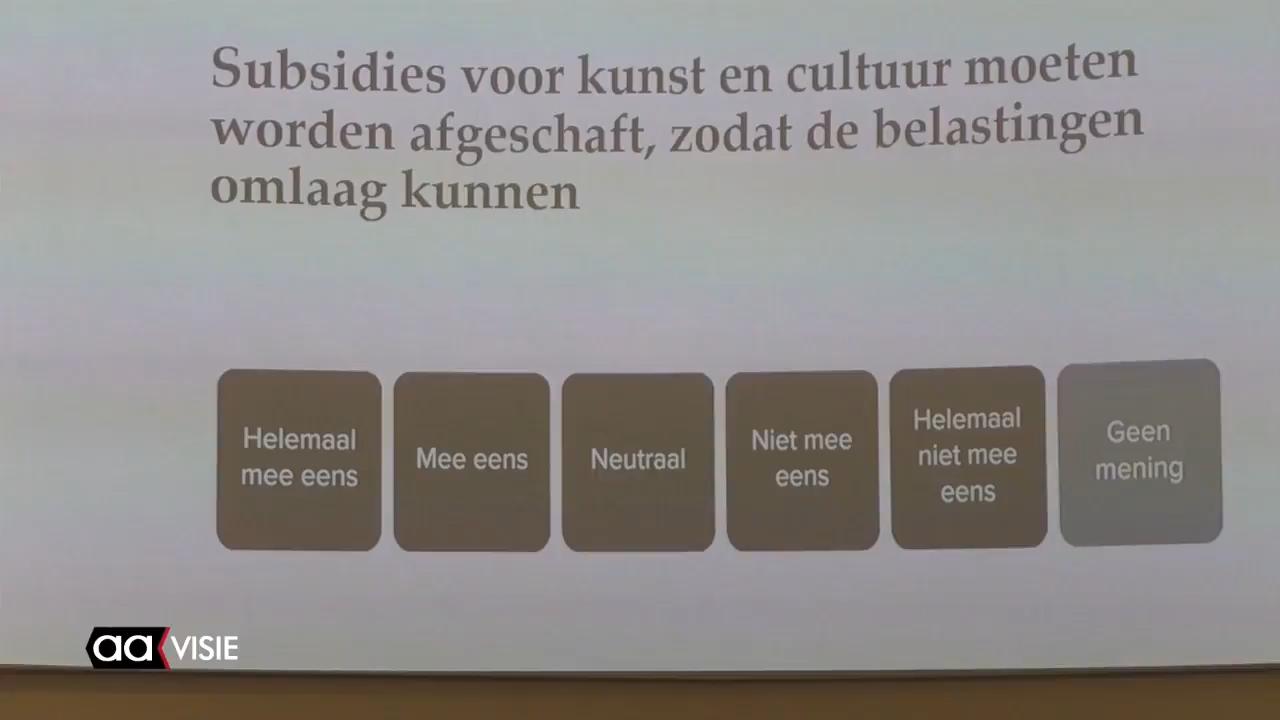 Subsidies voor kunst en cultuur moeten
worden afgeschaft, zodat de belastingen
omlaag kunnen
Helemaal
mee eens
Mee eens
Neutraal
Niet mee
eens
Helemaal
niet mee
eens
Geen
mening
aa VISIE